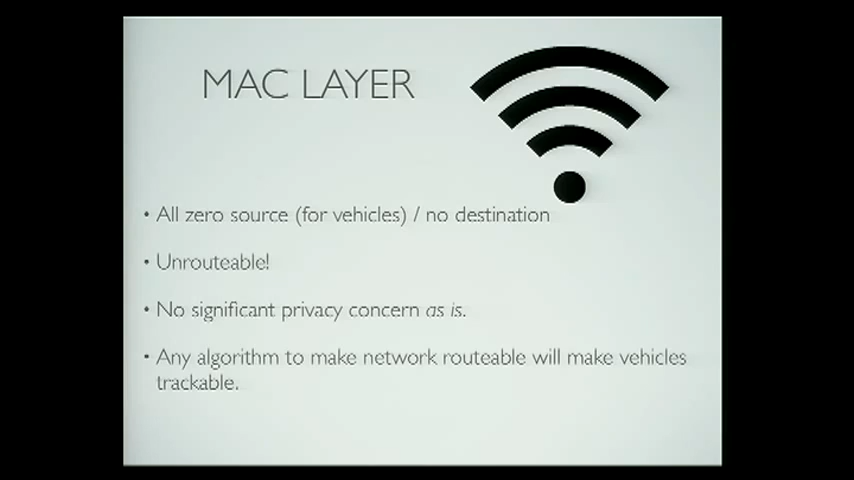 MAC LAYER
• All zero source (for vehicles) / no destination
• Unrouteable!
• No significant privacy concern as is.
• Any algorithm to make network routeable will make vehicles
trackable.